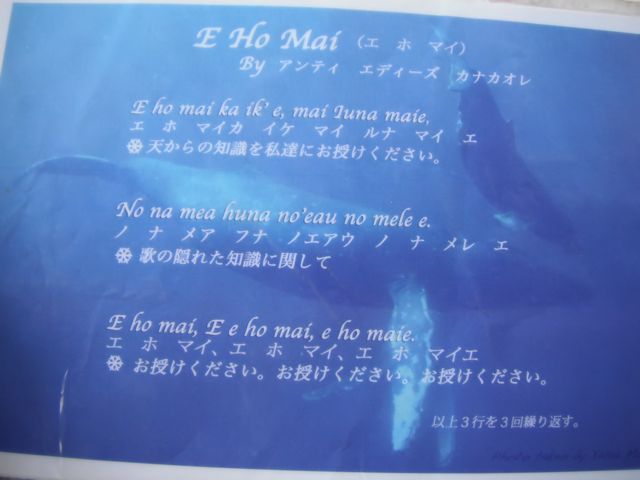 E Ho Mai （エ ホ マイ）
By アンティ エディーズ カナカオレ
E ho mai ka ik' e, mai Iuna maie,
エ ホ マイカ イケ マイ ルナ マイ エ
❆ 天からの知識を私達にお授けください。
No na mea huna no'eau no mele e.
ノ ナ メア フナ ノエアウ ノ ナ メレ エ
❆ 歌の隠れた知識に関して
E ho mai, E e ho mai, e ho maie.
エ ホ マイ、エ ホ マイ、エ ホ マイエ
❆ お授けください。お授けください。お授けください。
以上３行を３回繰り返す。
Photo taken by